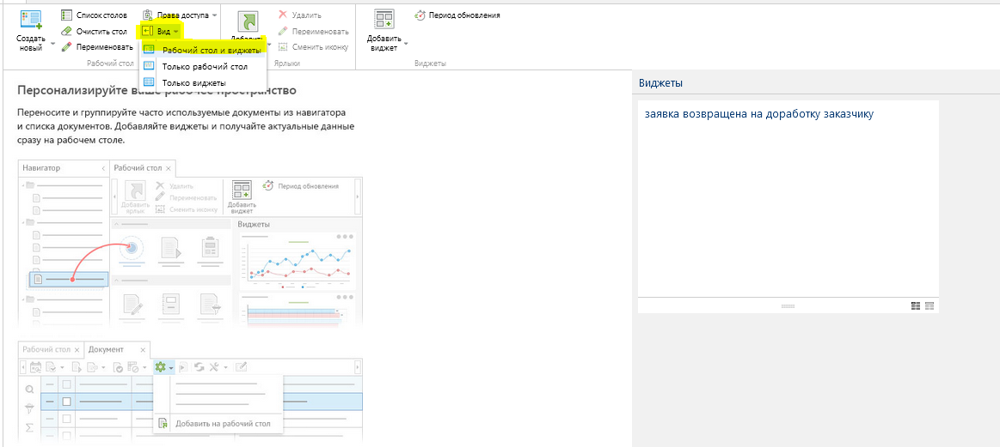 Создать новый
Список столов
Очистить стол
Переименовать
Рабочий стол
Права доступа
Вид
Рабочий стол и виджеты
Только рабочий стол
Только виджеты
Удалить
Переименовать
Сменить иконку
Ярлыки
Добавить виджет
Период обновления
Виджеты
Персонализируйте ваше рабочее пространство
Переносите и группируйте часто используемые документы из навигатора
и списка документов. Добавляйте виджеты и получайте актуальные данные
сразу на рабочем столе.
Навигатор
Рабочий стол
Добавить ярлык
Удалить
Переименовать
Сменить иконку
Добавить виджет
Период обновления
Виджеты
Рабочий стол
Документ
Добавить на рабочий стол
Виджеты
заявка возвращена на доработку заказчику